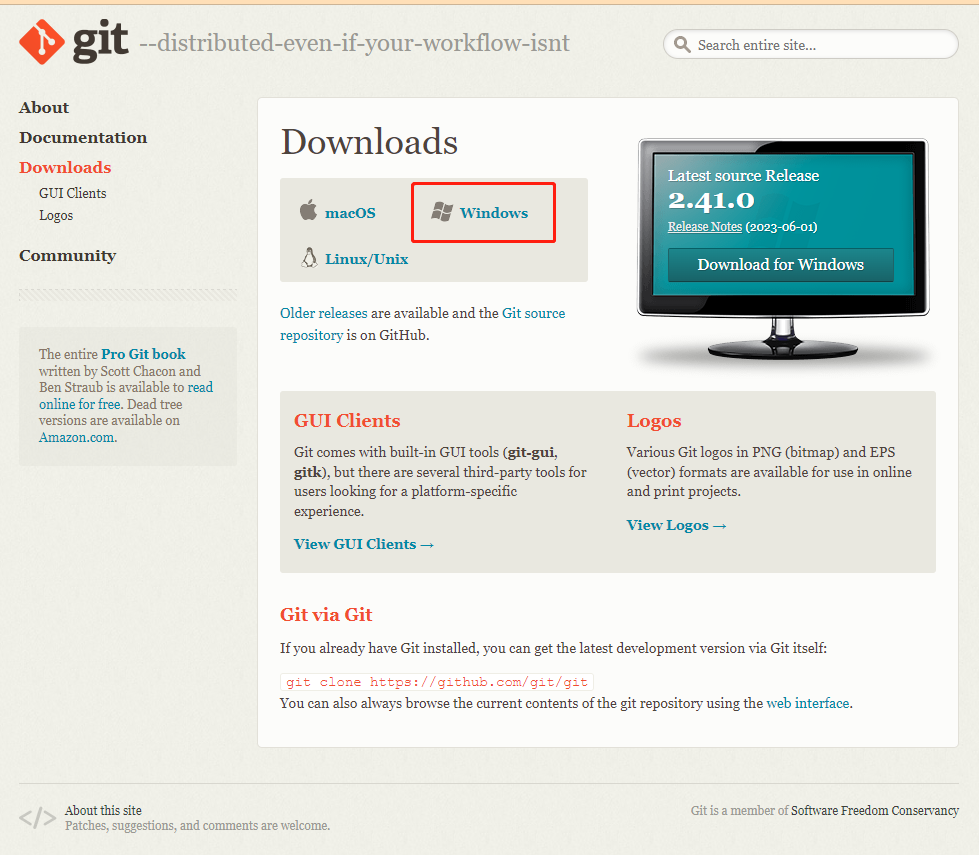 git --distributed-even-if-your-workflow-isnt
Search entire site...
About
Documentation
Downloads
GUI Clients
Logos
Community
The entire Pro Git book
written by Scott Chacon and
Ben Straub is available to read
online for free. Dead tree
versions are available on
Amazon.com.
Downloads
macOS
Windows
Linux/Unix
Older releases are available and the Git source
repository is on GitHub.
Latest source Release
2.41.0
Release Notes (2023-06-01)
Download for Windows
GUI Clients
Git comes with built-in GUI tools (git-gui,
gitk), but there are several third-party tools for
users looking for a platform-specific
experience.
View GUI Clients →
Logos
Various Git logos in PNG (bitmap) and EPS
(vector) formats are available for use in online
and print projects.
View Logos →
Git via Git
If you already have Git installed, you can get the latest development version via Git itself:
git clone https://github.com/git/git
You can also always browse the current contents of the git repository using the web interface.
</> About this site
Patches, suggestions, and comments are welcome.
Git is a member of Software Freedom Conservancy